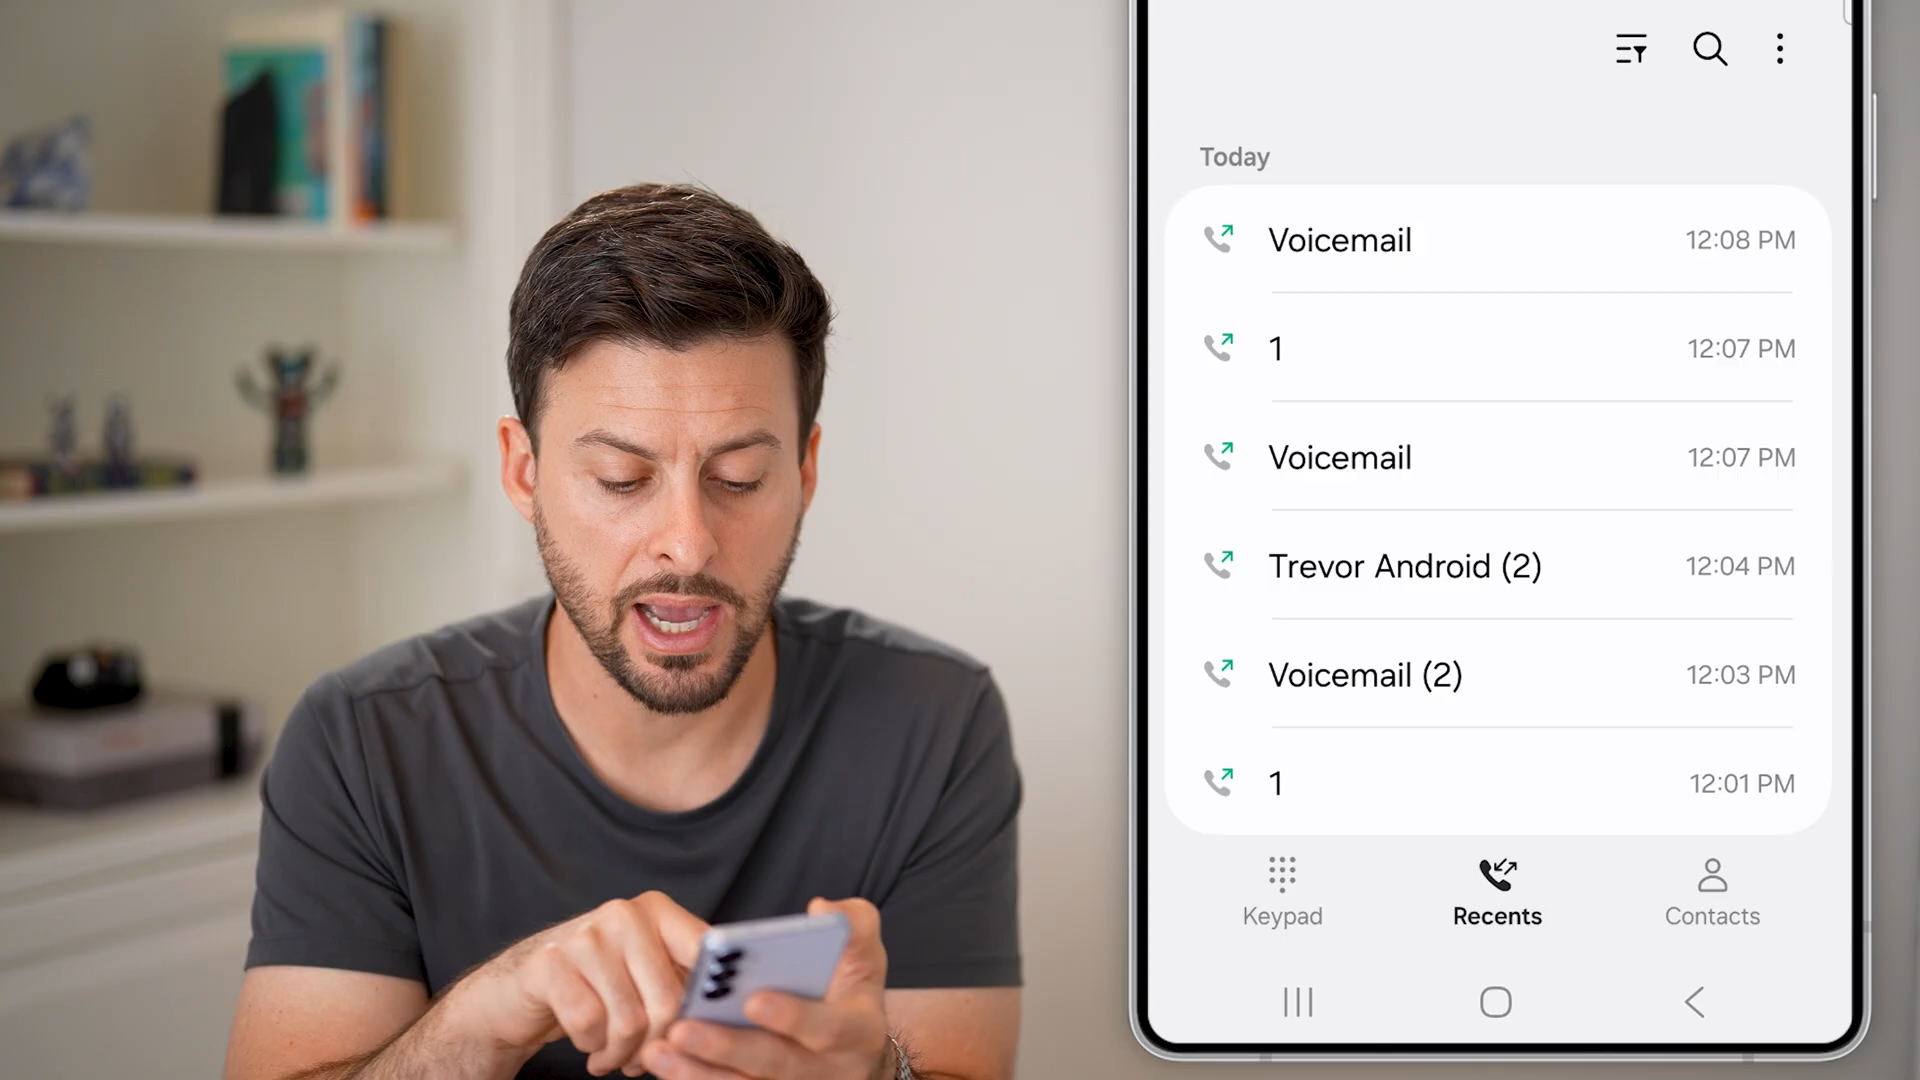 Today
Voicemail 12:08 PM
1 12:07 PM
Voicemail 12:07 PM
Trevor Android (2) 12:04 PM
Voicemail (2) 12:03 PM
1 12:01 PM
Keypad Recents Contacts